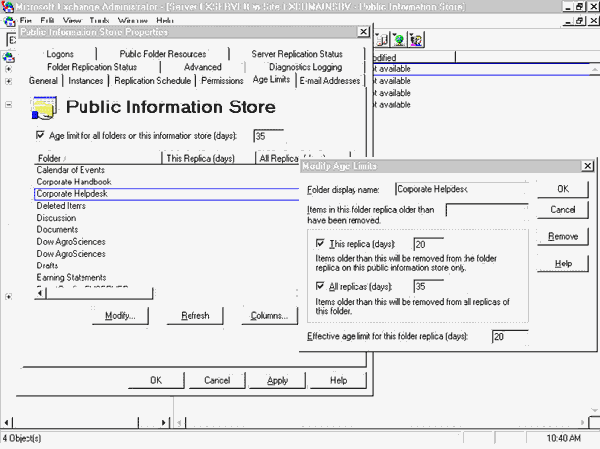 Microsoft Exchange Administrator
Public Information Store
File Edit View Tools Window Help
Public Information Store Properties
Logons Public Folder Resources Server Replication Status
Folder Replication Status Advanced Diagnostics Logging
General Instances Replication Schedule Permissions Age Limits E-mail Addresses
Public Information Store
Age limit for all folders on this information store (days): 35
Folder This Replica (days) All Replicas (days)
Calendar of Events
Corporate Handbook
Corporate Helpdesk
Deleted Items
Discussion
Documents
Dow AgroSciences
Dow AgroSciences
Drafts
Earning Statements
Modify... Refresh Columns...
OK Cancel Apply Help
odified
ot available
ot available
ot available
ot available
Modify Age Limits
Folder display name: Corporate Helpdesk OK
Items in this folder replica older than
have been removed.
Cancel
Remove
Help
This replica (days): 20
Items older than this will be removed from the folder
replica on this public information store only.
All replicas (days): 35
Items older than this will be removed from all replicas of
this folder.
Effective age limit for this folder replica (days): 20
4 Object(s) 10:40 AM